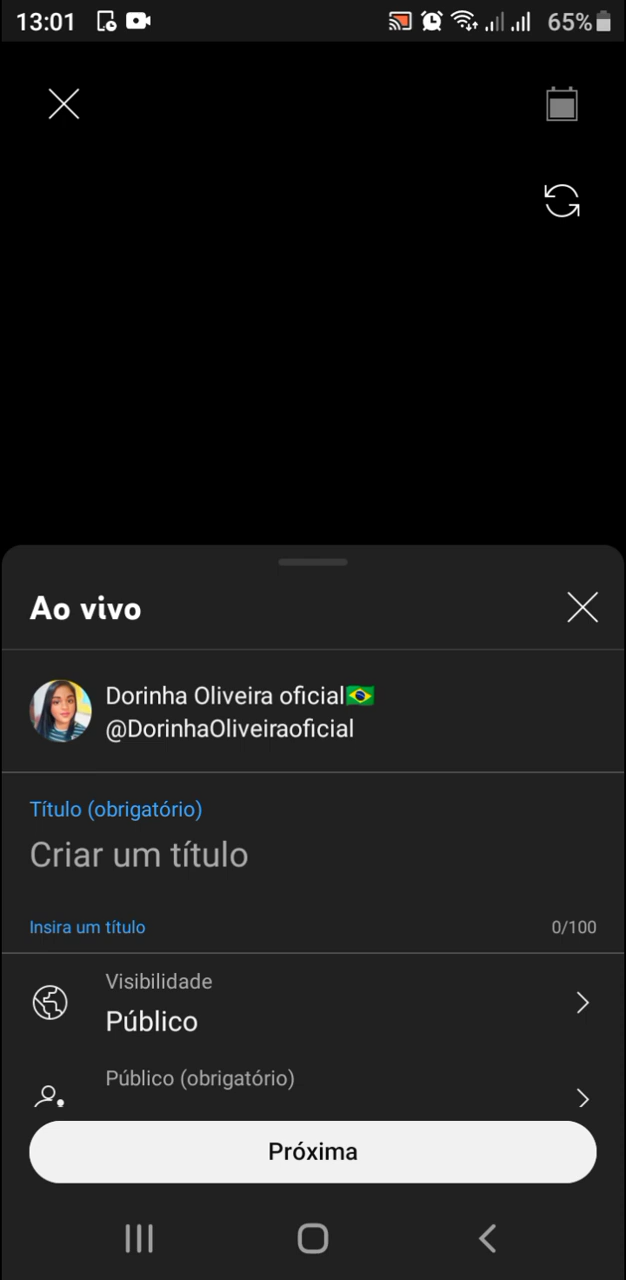 13:01
65%
Ao vivo
Dorinha Oliveira oficial🇧🇷
@DorinhaOliveiraoficial
Título (obrigatório)
Criar um título
Insira um título 0/100
Visibilidade
Público
Público (obrigatório)
Próxima